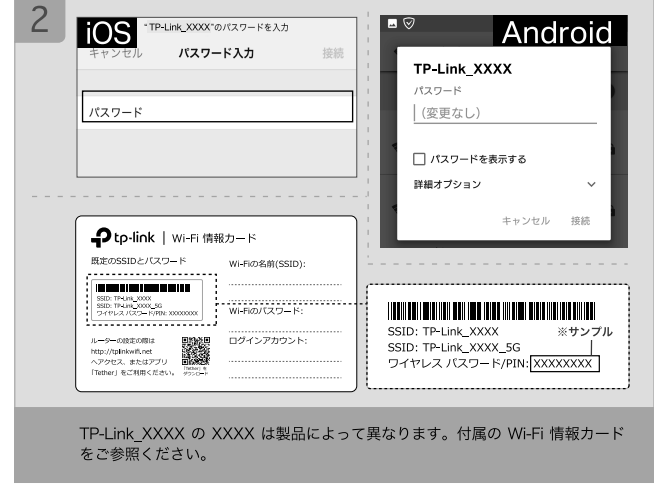 2
iOS
"TP-Link_XXXX"のパスワードを入力
キャンセル パスワード入力 接続
パスワード
Android
TP-Link_XXXX
パスワード
(変更なし)
パスワードを表示する
詳細オプション
キャンセル 接続
tp-link | Wi-Fi 情報カード
既定のSSIDとパスワード
SSID: TP-Link_XXXX
SSID: TP-Link_XXXX_5G
ワイヤレス パスワード/PIN: XXXXXXXX
ルーターの設定の際は
http://tplinkwifi.net
へアクセス、またはアプリ
「Tether」をご利用ください。
「Tether」を
ダウンロード
Wi-Fiの名前(SSID):
Wi-Fiのパスワード:
ログインアカウント:
SSID: TP-Link_XXXX ※サンプル
SSID: TP-Link_XXXX_5G
ワイヤレス パスワード/PIN: XXXXXXXX
TP-Link_XXXX の XXXX は製品によって異なります。付属の Wi-Fi 情報カード
をご参照ください。